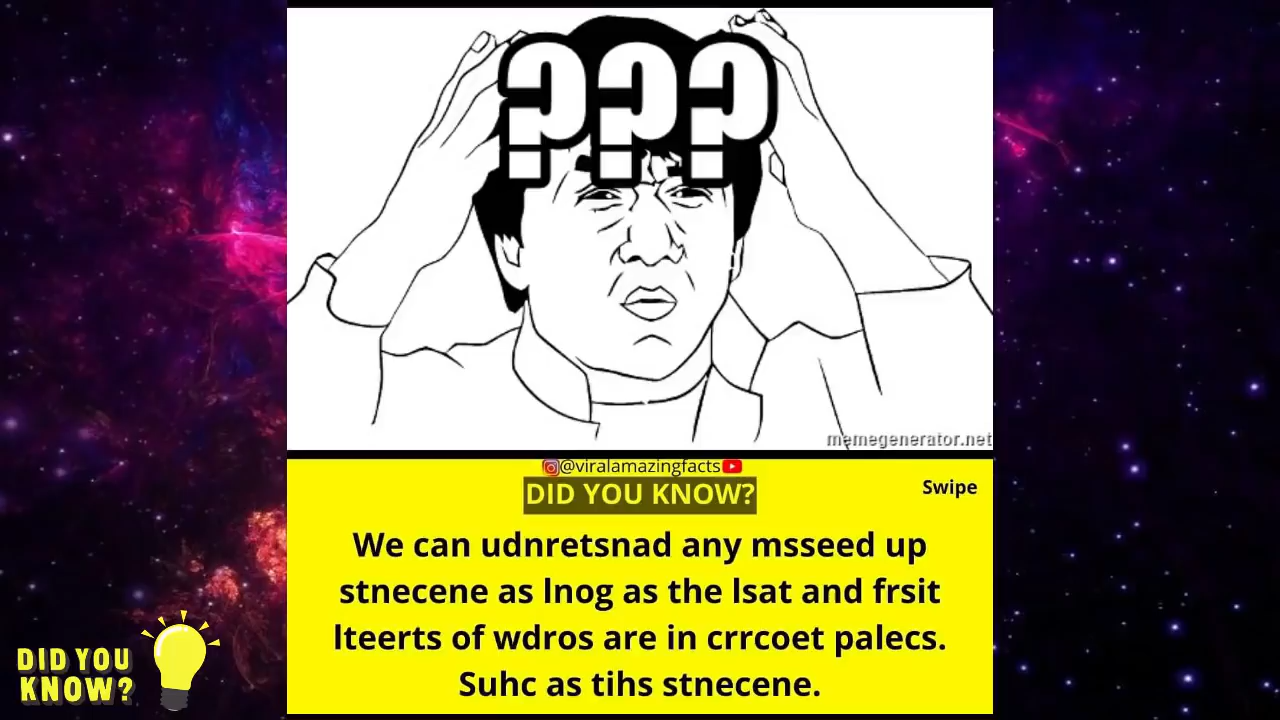 ???
memegenerator.net
@viralamazingfacts
DID YOU KNOW?
Swipe
We can udnretsnad any msseed up
stnecene as lnog as the lsat and frsit
lteerts of wdros are in crrcoet palecs.
Suhc as tihs stnecene.
DID YOU
KNOW?